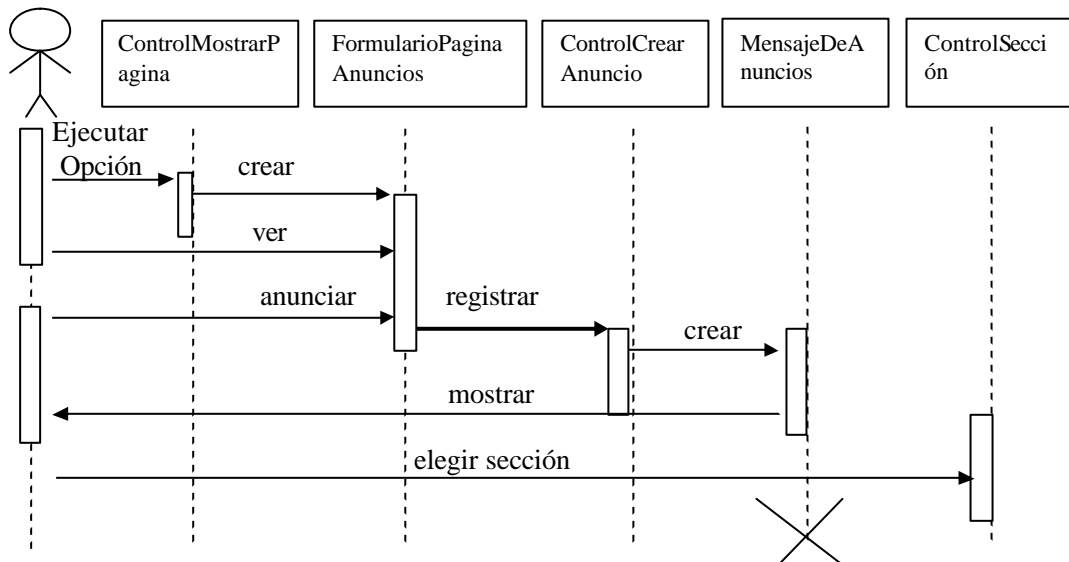 ControlMostrarP
agina
FormularioPagina
Anuncios
ControlCrear
Anuncio
MensajeDeA
nuncios
ControlSecci
ón
Ejecutar
Opción
crear
ver
anunciar
registrar
crear
mostrar
elegir sección